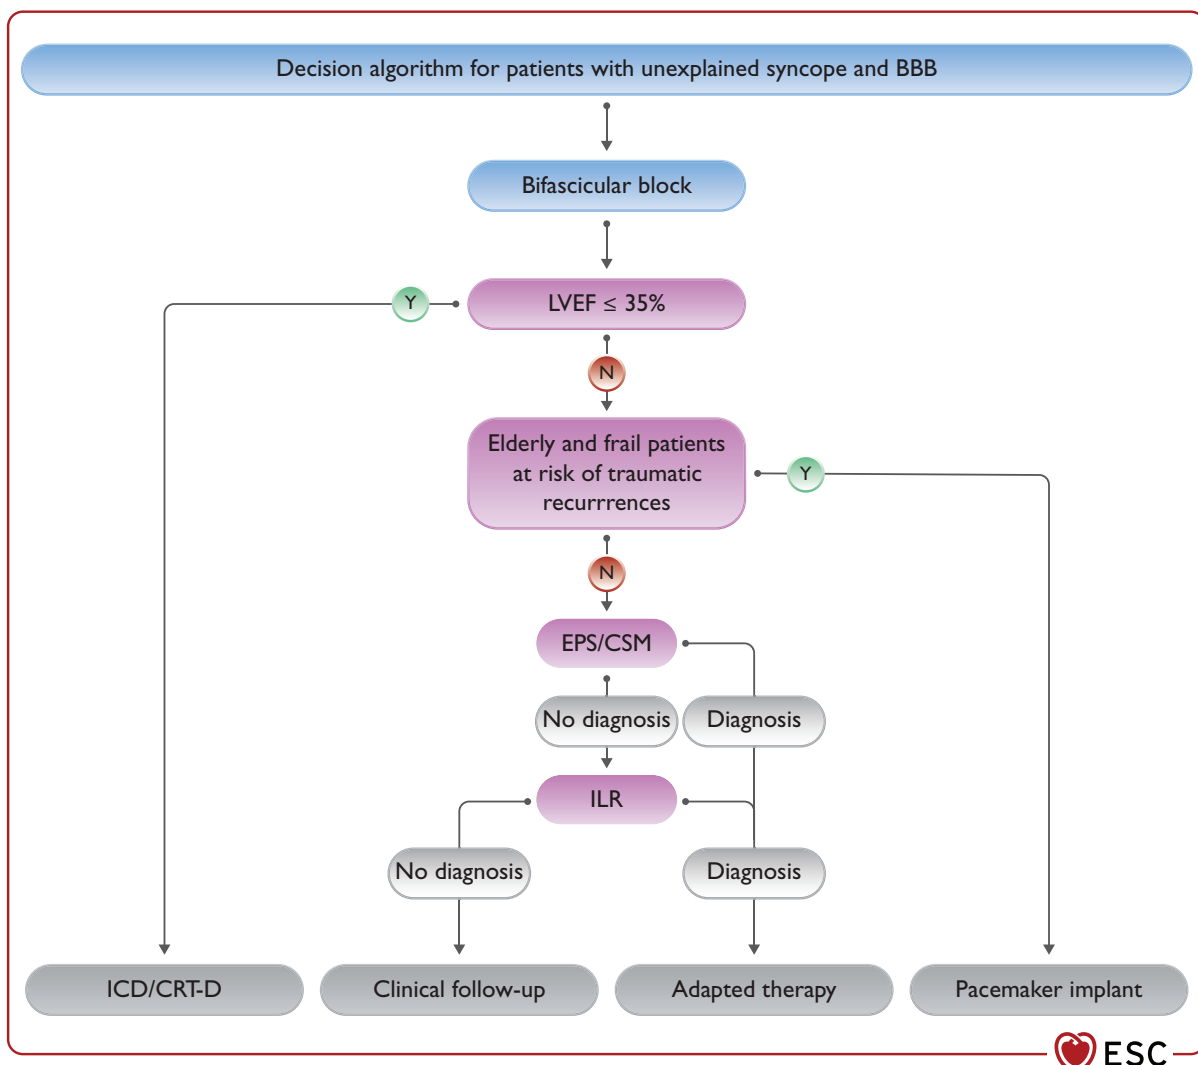 Decision algorithm for patients with unexplained syncope and BBB
Bifascicular block
Y
LVEF ≤ 35%
N
Elderly and frail patients
at risk of traumatic
recurrrences
Y
N
EPS/CSM
No diagnosis
Diagnosis
ILR
No diagnosis
Diagnosis
ICD/CRT-D
Clinical follow-up
Adapted therapy
Pacemaker implant
ESC